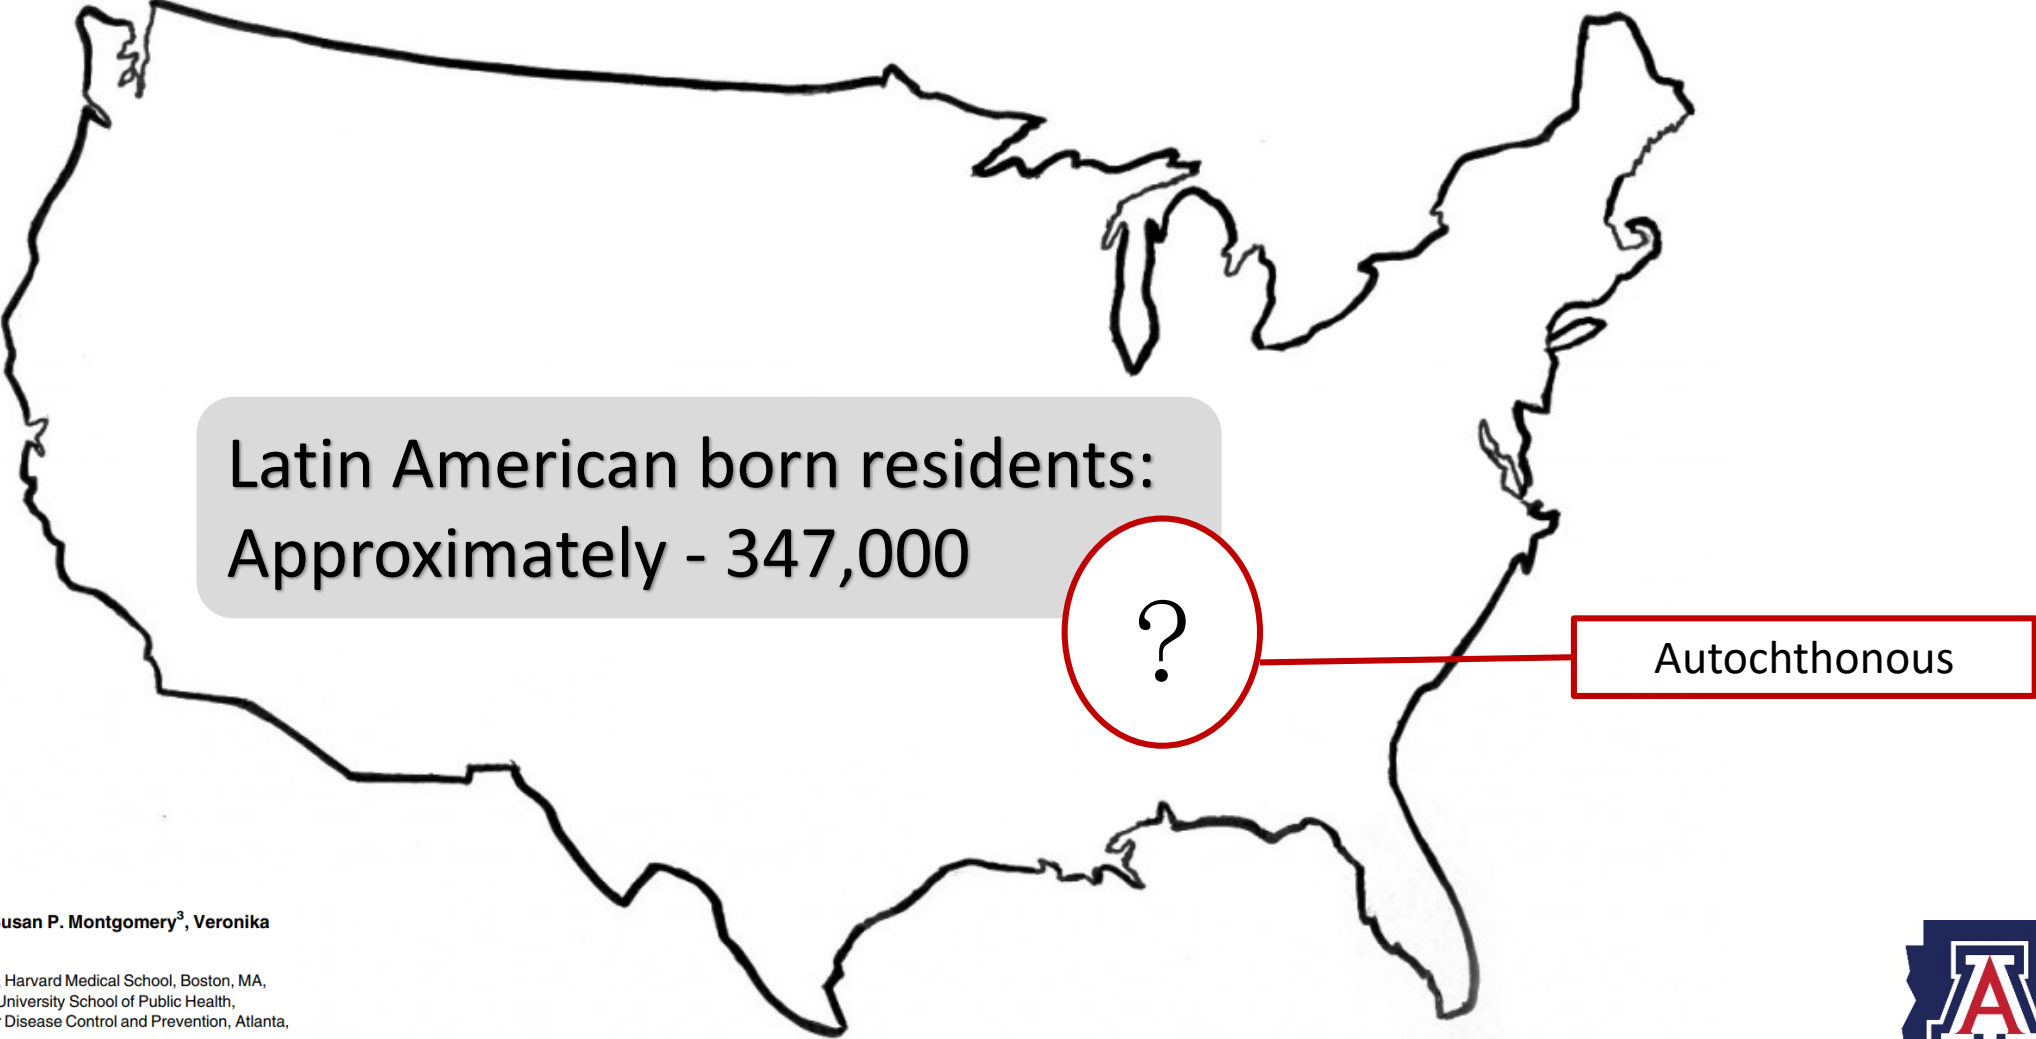 Latin American born residents:
Approximately - 347,000
?
Autochthonous
usan P. Montgomery³, Veronika
, Harvard Medical School, Boston, MA,
University School of Public Health,
Disease Control and Prevention, Atlanta,
A